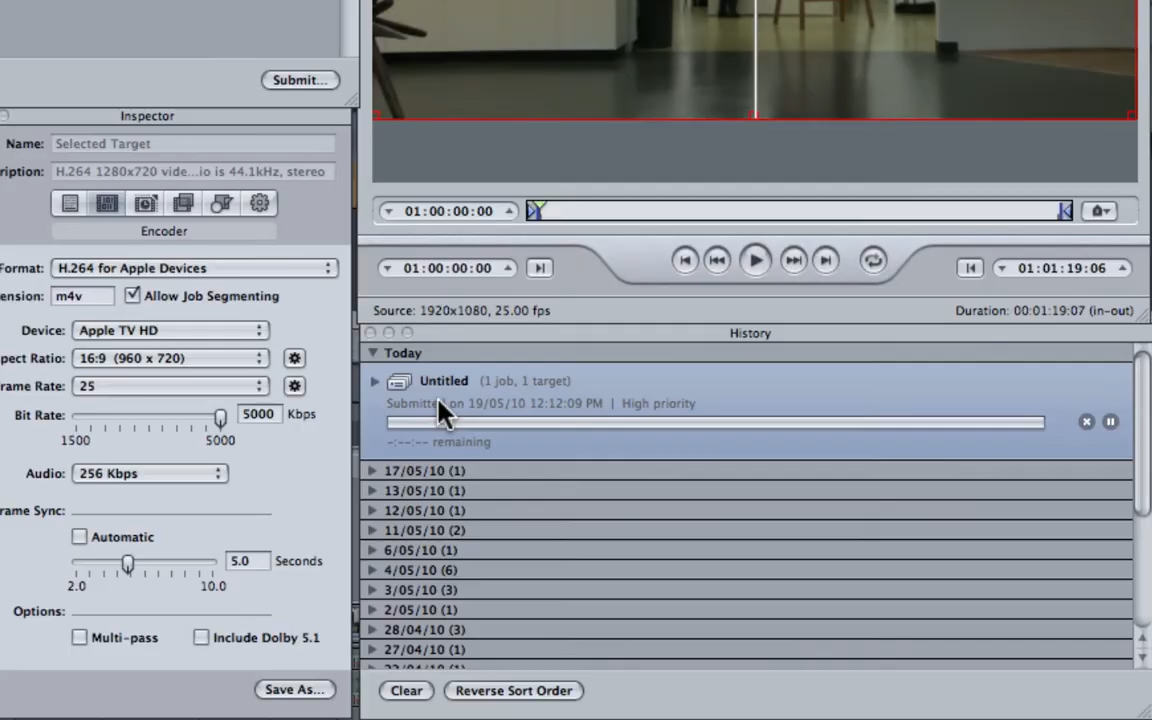 Submit...
Inspector
Name: Selected Target
ription: H.264 1280x720 vide...io is 44.1kHz, stereo
Encoder
Format: H.264 for Apple Devices
ension: m4v Allow Job Segmenting
Device: Apple TV HD
pect Ratio: 16:9 (960 x 720)
rame Rate: 25
Bit Rate: 5000 Kbps
1500 5000
Audio: 256 Kbps
rame Sync:
Automatic
5.0 Seconds
2.0 10.0
Options:
Multi-pass Include Dolby 5.1
Save As...
01:00:00:00
01:00:00:00 01:01:19:06
Source: 1920x1080, 25.00 fps Duration: 00:01:19:07 (in-out)
History
Today
Untitled (1 job, 1 target)
Submitted on 19/05/10 12:12:09 PM | High priority
-:--:-- remaining
17/05/10 (1)
13/05/10 (1)
12/05/10 (1)
11/05/10 (2)
6/05/10 (1)
4/05/10 (6)
3/05/10 (3)
2/05/10 (1)
28/04/10 (3)
27/04/10 (1)
Clear Reverse Sort Order